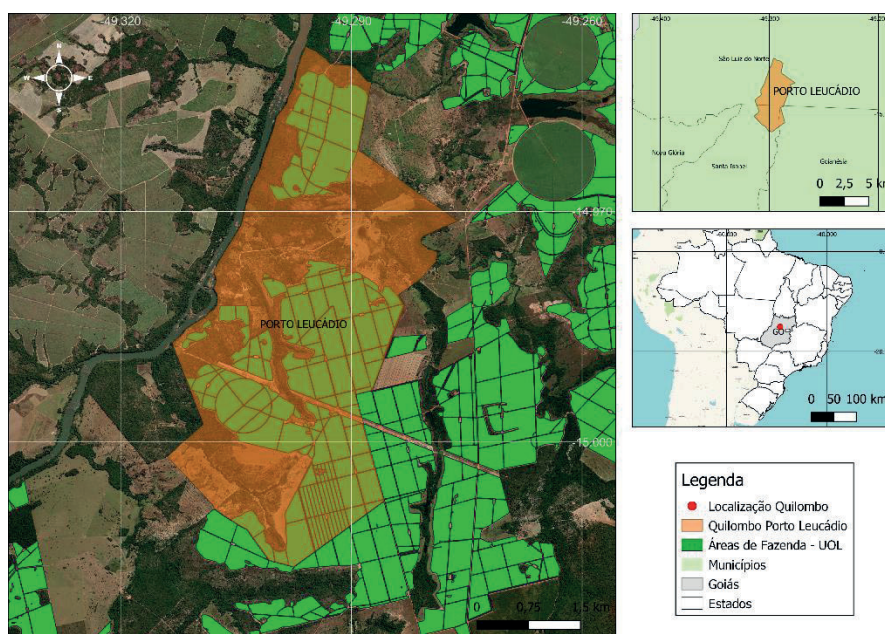 -49.320
-49.290
-49.260
N
W
E
S
-14.970
PORTO LEUCÁDIO
-15.000
0 0,75 1,5 km
São Luiz do Norte
PORTO LEUCÁDIO
Nova Glória
Santa Isabel
Goianésia
0 2,5 5 km
GO
0 50 100 km
Legenda
Localização Quilombo
Quilombo Porto Leucádio
Áreas de Fazenda - UOL
Municípios
Goiás
Estados